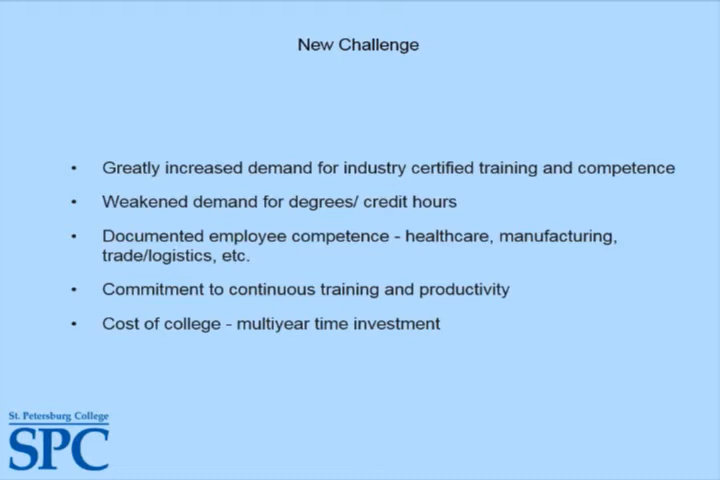 New Challenge
• Greatly increased demand for industry certified training and competence
• Weakened demand for degrees/ credit hours
• Documented employee competence - healthcare, manufacturing,
trade/logistics, etc.
• Commitment to continuous training and productivity
• Cost of college - multiyear time investment
St. Petersburg College
SPC